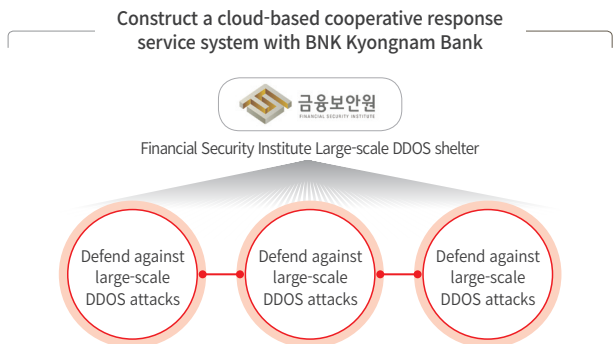 Construct a cloud-based cooperative response
service system with BNK Kyongnam Bank
금융보안원
FINANCIAL SECURITY INSTITUTE
Financial Security Institute Large-scale DDOS shelter
Defend against
large-scale
DDOS attacks
Defend against
large-scale
DDOS attacks
Defend against
large-scale
DDOS attacks